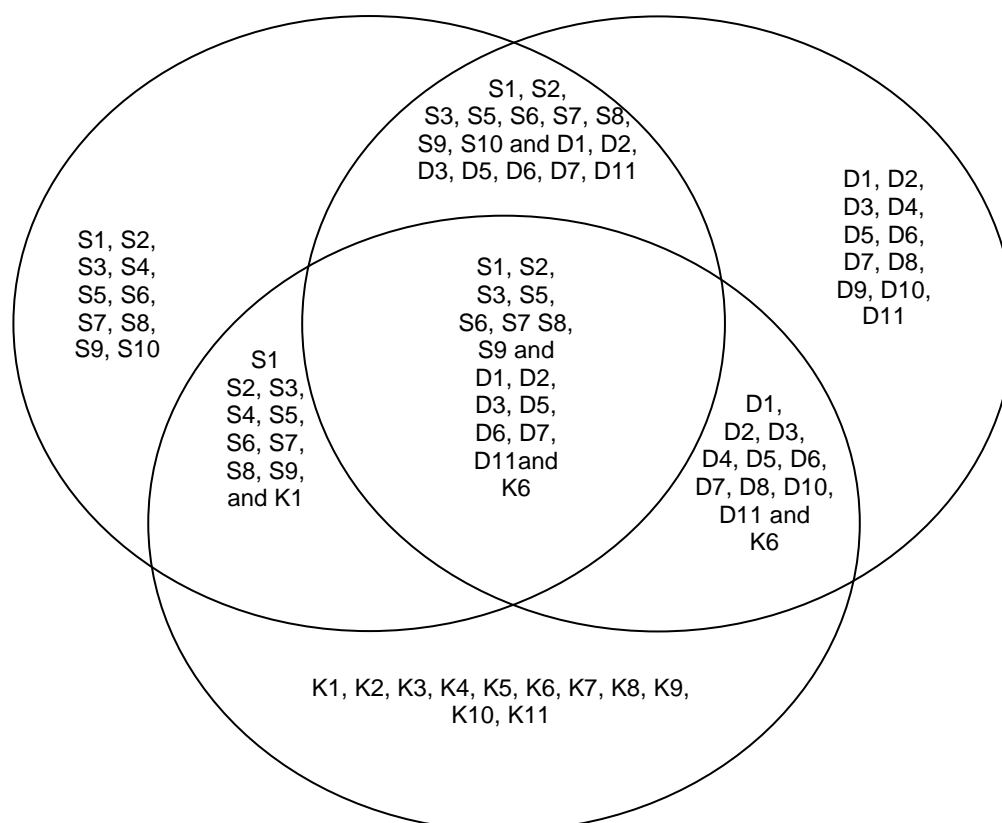 S1, S2,
S3, S5, S6, S7, S8,
S9, S10 and D1, D2,
D3, D5, D6, D7, D11
D1, D2,
D3, D4,
D5, D6,
D7, D8,
D9, D10,
D11
S1, S2,
S3, S4,
S5, S6,
S7, S8,
S9, S10
S1, S2,
S3, S5,
S6, S7 S8,
S9 and
D1, D2,
D3, D5,
D6, D7,
D11and
K6
S1
S2, S3,
S4, S5,
S6, S7,
S8, S9,
and K1
D1,
D2, D3,
D4, D5, D6,
D7, D8, D10,
D11 and
K6
K1, K2, K3, K4, K5, K6, K7, K8, K9,
K10, K11